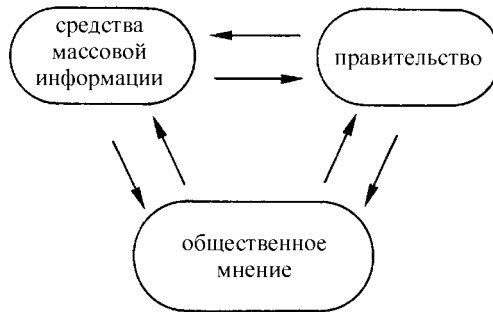 средства
массовой
информации
правительство
общественное
мнение